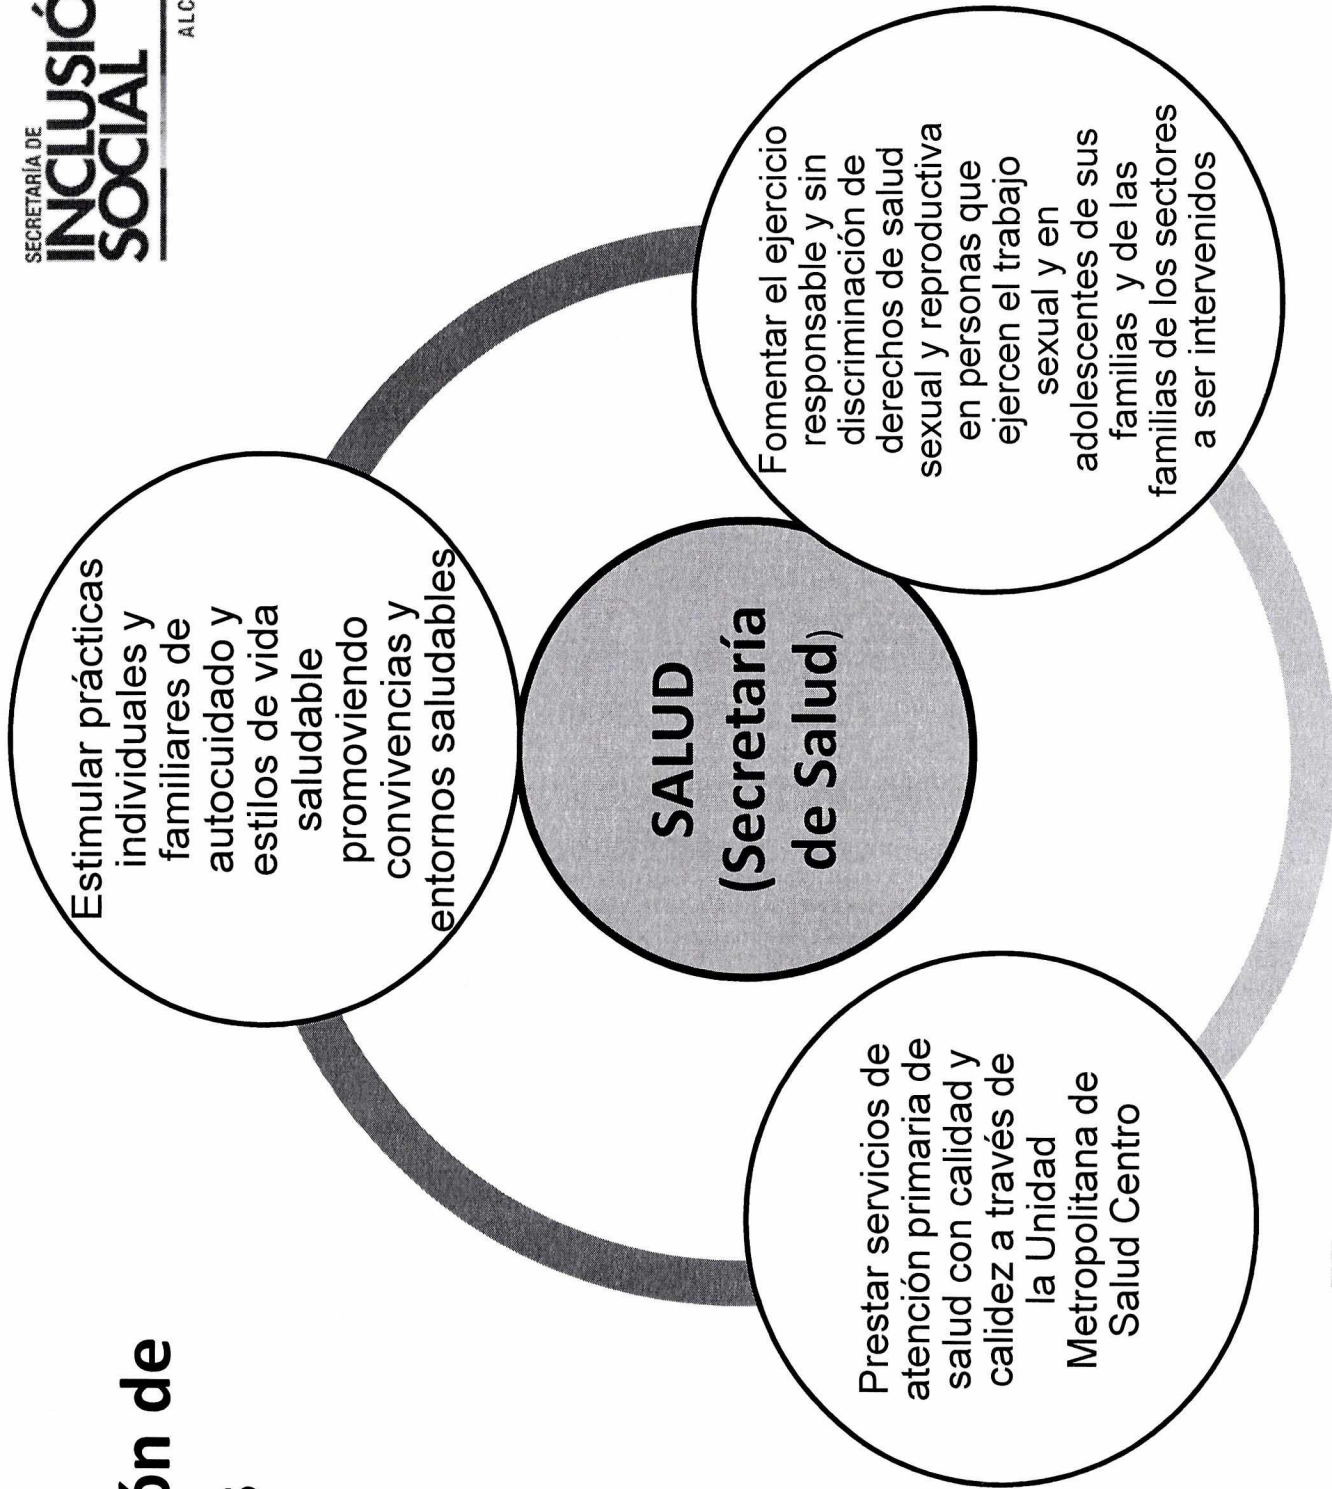 SECRETARÍA DE
INCLUSIÓ
SOCIAL
ALC
ón de
Estimular prácticas
individuales y
familiares de
autocuidado y
estilos de vida
saludable
promoviendo
convivencias y
entornos saludables
SALUD
(Secretaría
de Salud)
Prestar servicios de
atención primaria de
salud con calidad y
calidez a través de
la Unidad
Metropolitana de
Salud Centro
Fomentar el ejercicio
responsable y sin
discriminación de
derechos de salud
sexual y reproductiva
en personas que
ejercen el trabajo
sexual y en
adolescentes de sus
familias y de las
familias de los sectores
a ser intervenidos